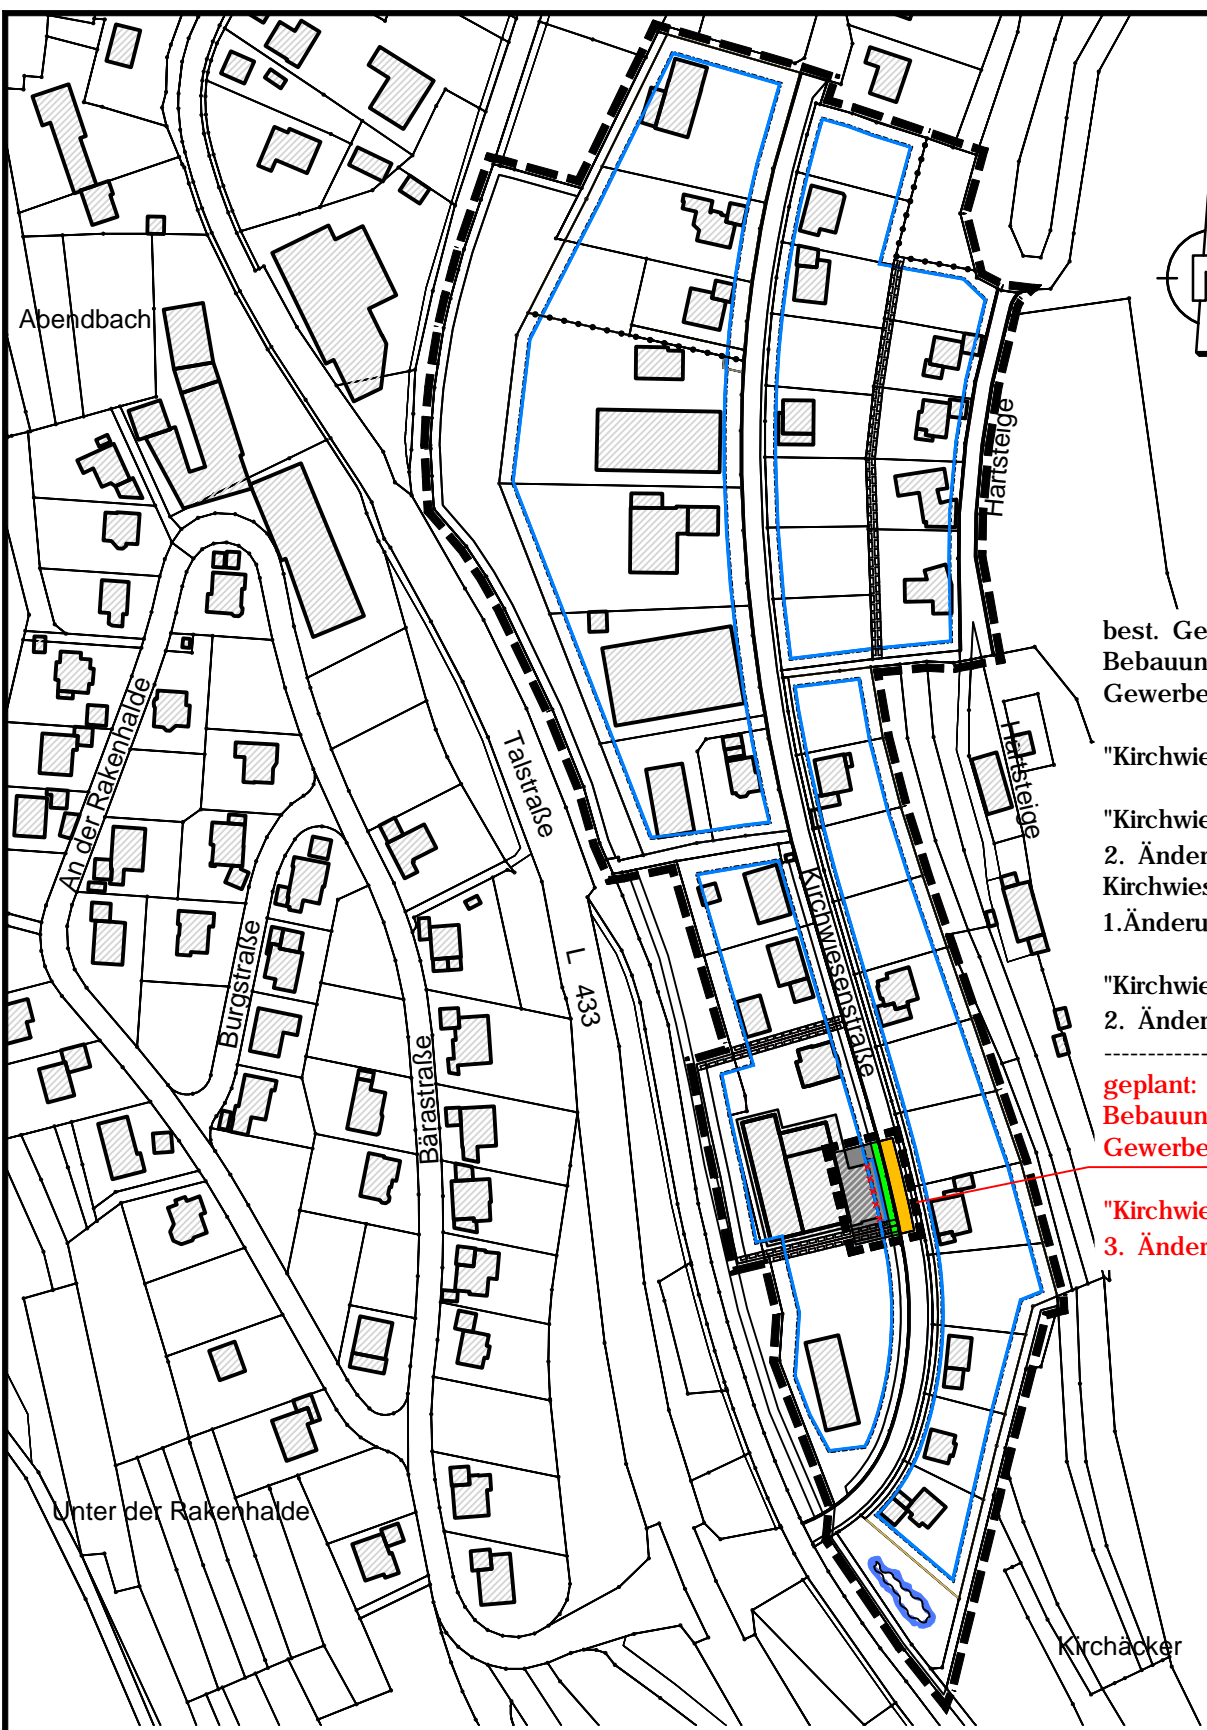 Abendbach
Hartsteige
best. Ge
Bebauun
Gewerbe
"Kirchwie
"Kirchwie
2. Änder
Kirchwies
1.Änderu
"Kirchwie
2. Änder
geplant:
Bebauun
Gewerbe
"Kirchwie
3. Änder
Hartsteige
An der Rakenhalde
Talstraße
Kirchwiesenstraße
Burgstraße
L 433
Bärastraße
Unter der Rakenhalde
Kirchäcker